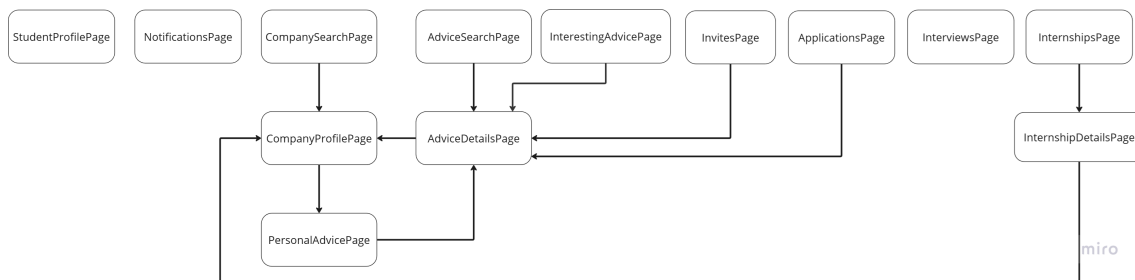 StudentProfilePage
NotificationsPage
CompanySearchPage
AdviceSearchPage
InterestingAdvicePage
InvitesPage
ApplicationsPage
InterviewsPage
InternshipsPage
CompanyProfilePage
AdviceDetailsPage
InternshipDetailsPage
PersonalAdvicePage
miro